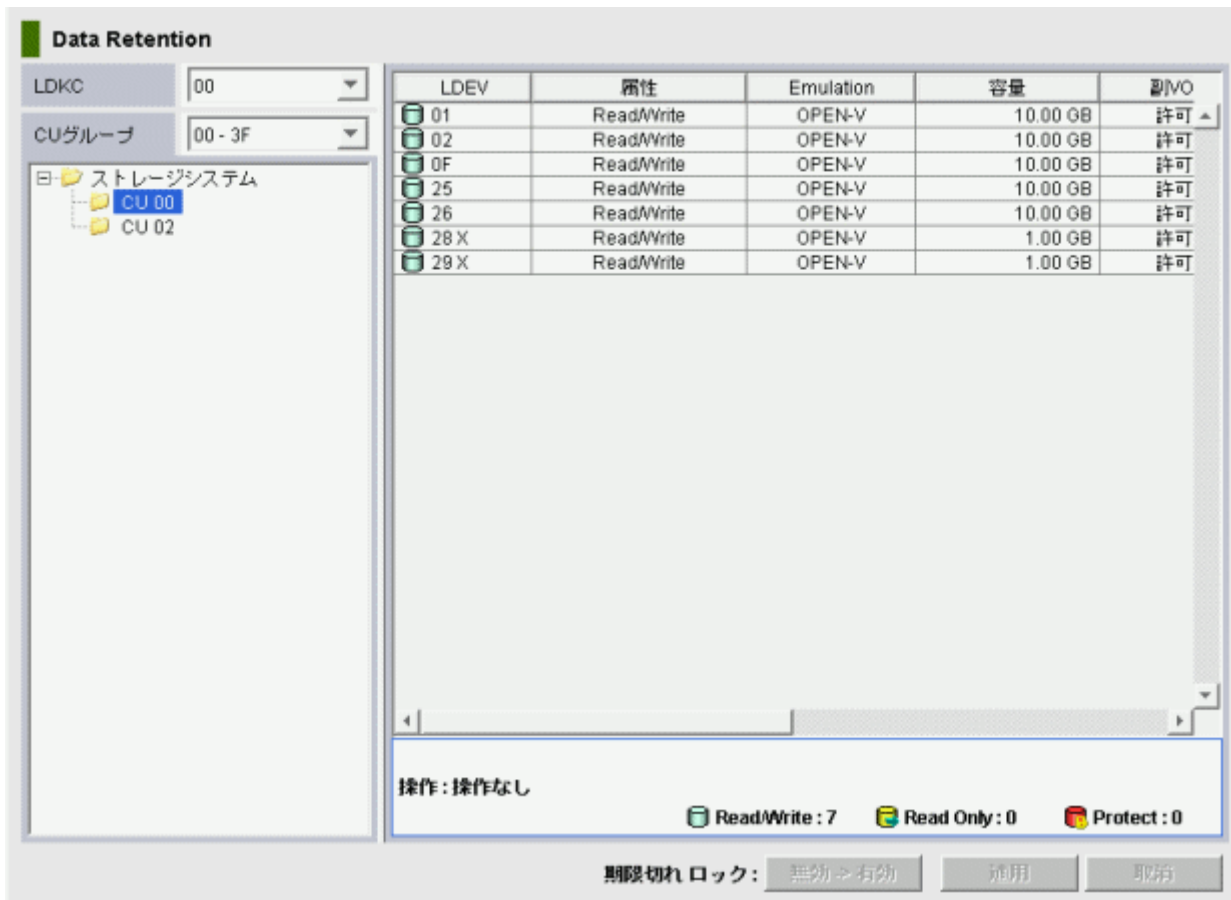 Data Retention
LDKC 00
CUグループ 00 - 3F
ストレージシステム
CU 00
CU 02
LDEV 属性 Emulation 容量 副VO
01 Read/Write OPEN-V 10.00 GB 許可
02 Read/Write OPEN-V 10.00 GB 許可
0F Read/Write OPEN-V 10.00 GB 許可
25 Read/Write OPEN-V 10.00 GB 許可
26 Read/Write OPEN-V 10.00 GB 許可
28 X Read/Write OPEN-V 1.00 GB 許可
29 X Read/Write OPEN-V 1.00 GB 許可
操作 : 操作なし
Read/Write : 7 Read Only : 0 Protect : 0
期限切れ ロック : 無効 -> 有効 適用 取消